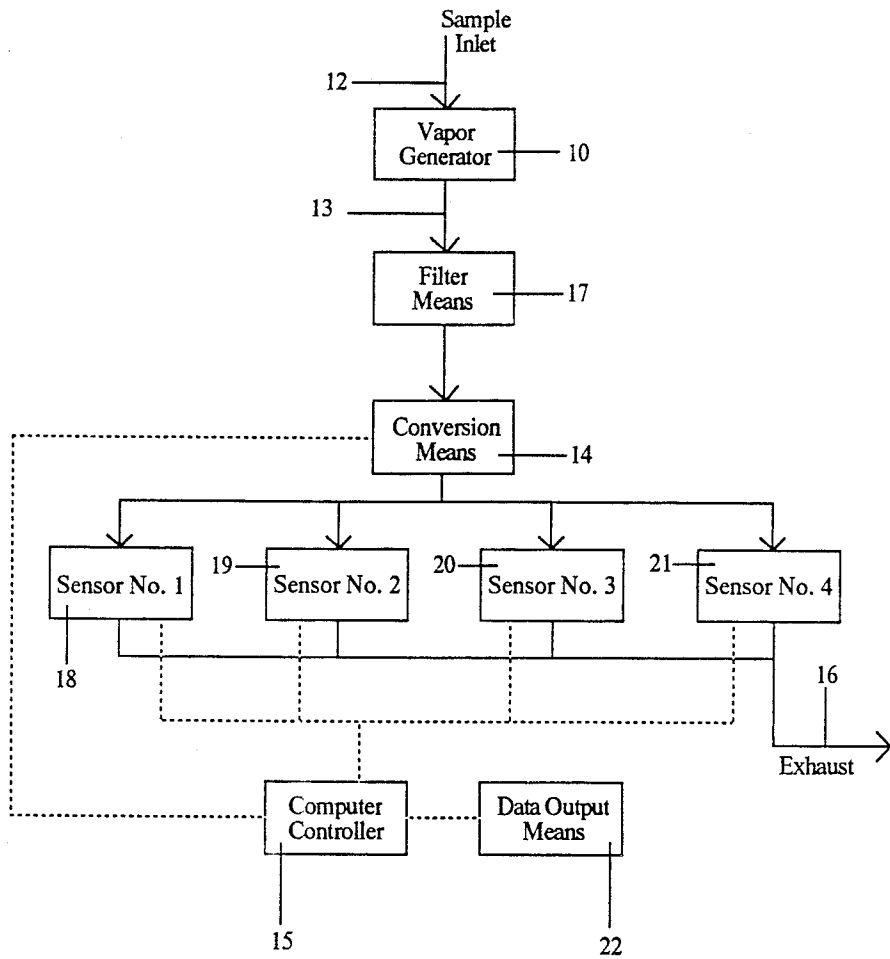 Sample
Inlet
12
Vapor
Generator
10
13
Filter
Means
17
Conversion
Means
14
Sensor No. 1
19
Sensor No. 2
20
Sensor No. 3
21
Sensor No. 4
18
16
Exhaust
Computer
Controller
Data Output
Means
15
22